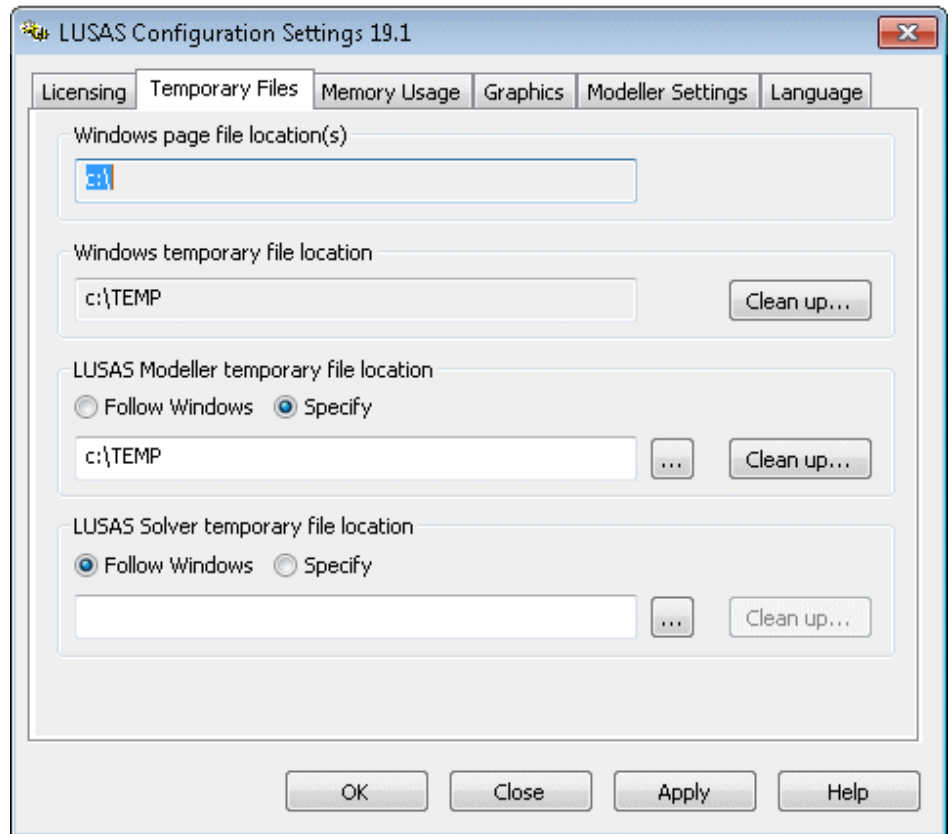 LUSAS Configuration Settings 19.1
Licensing Temporary Files Memory Usage Graphics Modeller Settings Language
Windows page file location(s)
c:\
Windows temporary file location
c:\TEMP Clean up...
LUSAS Modeller temporary file location
Follow Windows Specify
c:\TEMP ... Clean up...
LUSAS Solver temporary file location
Follow Windows Specify
... Clean up...
OK Close Apply Help